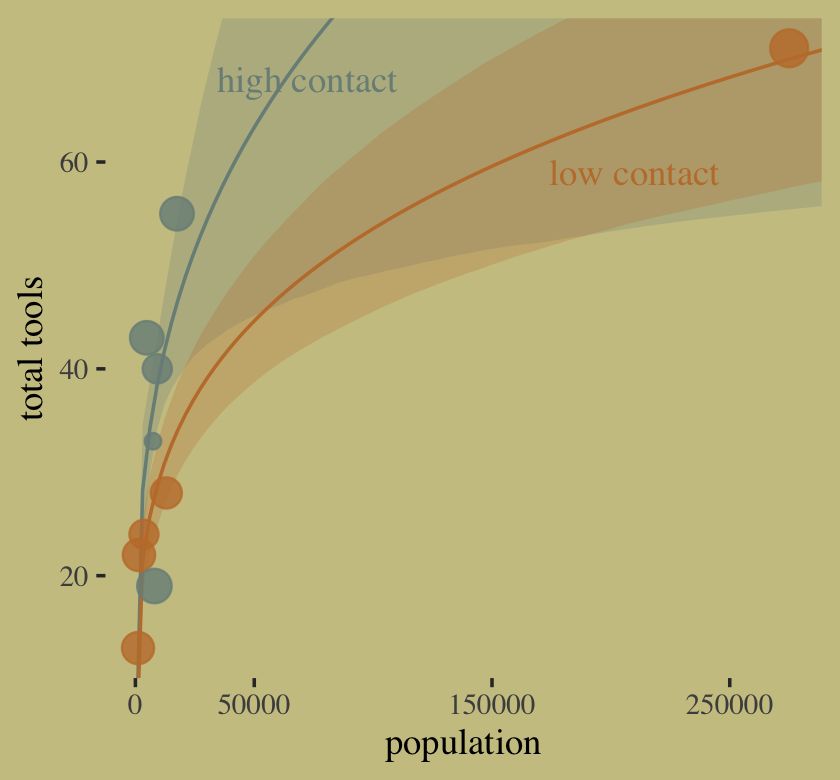 high contact
60
low contact
total tools
40
20
0 50000 150000 250000
population